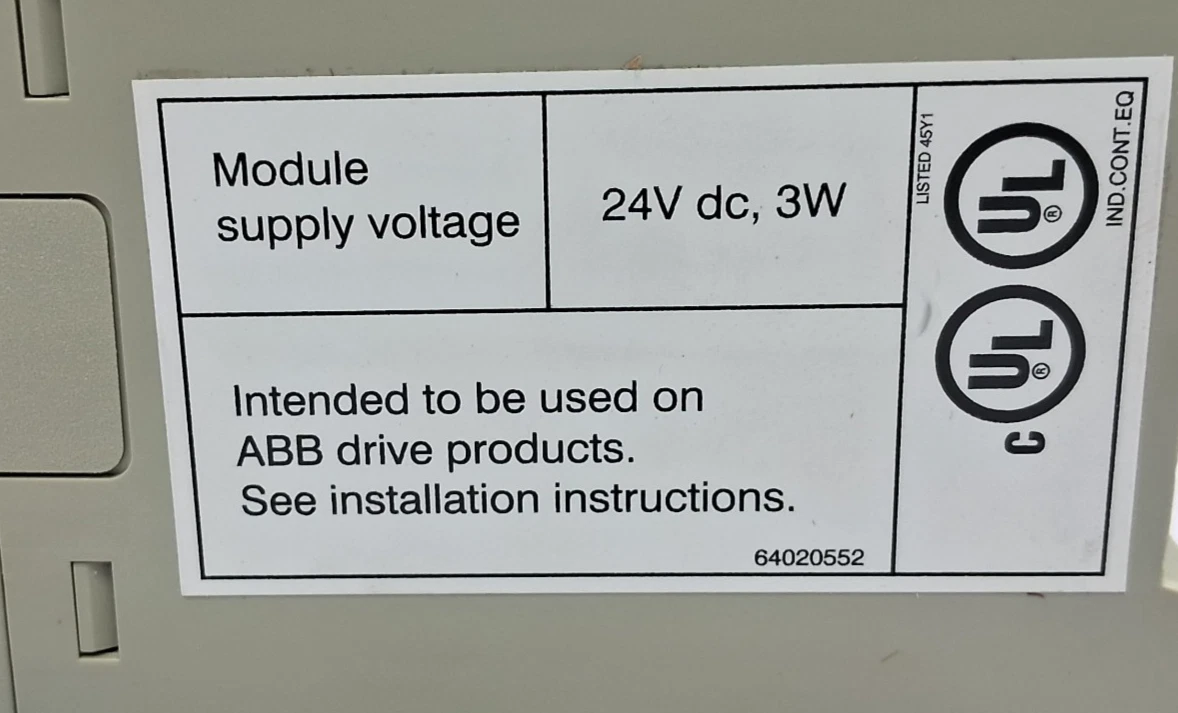 Module
supply voltage
24V dc, 3W
Intended to be used on
ABB drive products.
See installation instructions.
64020552
LISTED 45Y1
UL ®
IND.CONT.EQ
C UL ®